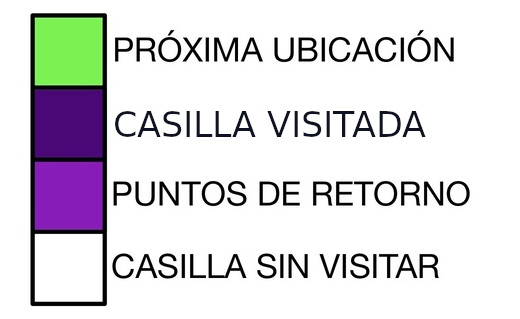 PRÓXIMA UBICACIÓN
CASILLA VISITADA
PUNTOS DE RETORNO
CASILLA SIN VISITAR